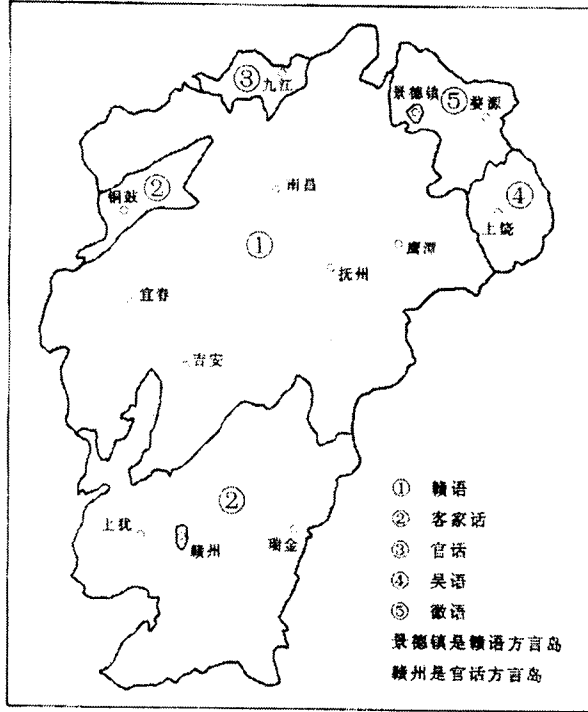 ③
九江
景德镇
⑤
婺源
②
铜鼓
南昌
④
上饶
①
鹰潭
抚州
宜春
吉安
②
上犹
赣州
瑞金
① 赣语
② 客家话
③ 官话
④ 吴语
⑤ 徽语
景德镇是赣语方言岛
赣州是官话方言岛